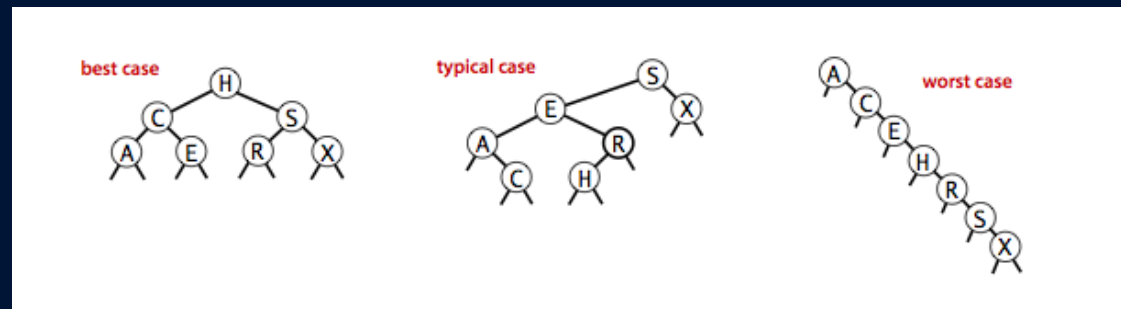 best case
H
C S
A E R X
typical case
S
E X
A R
C H
worst case
A
C
E
H
R
S
X